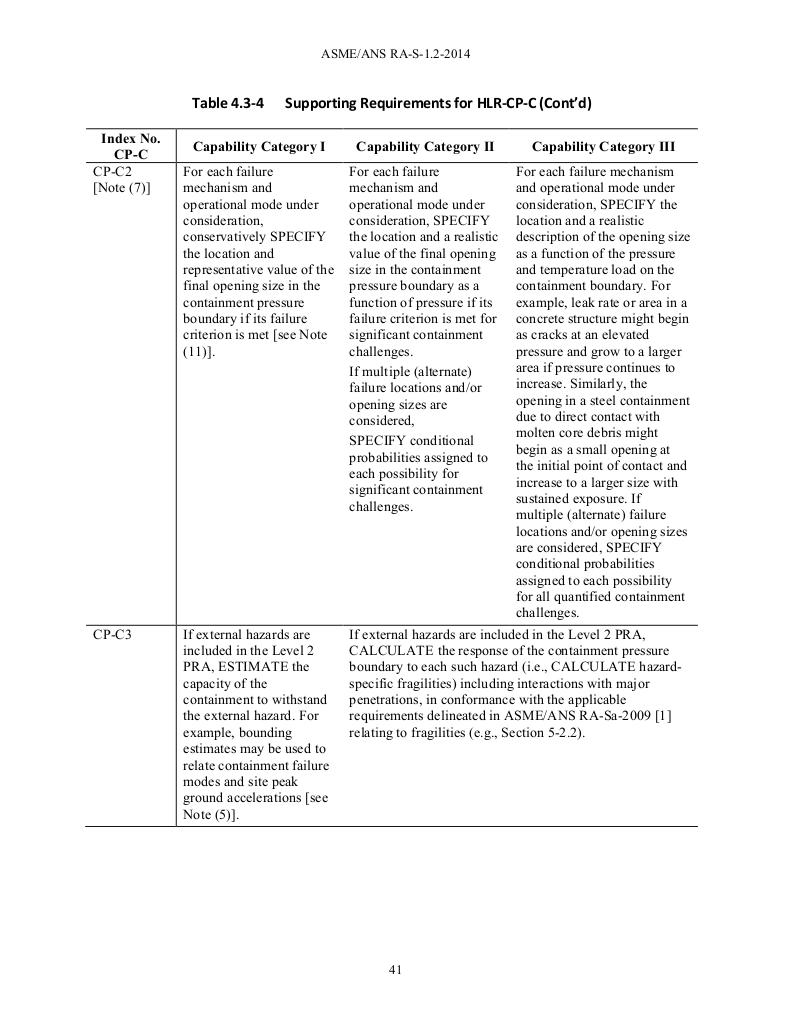 ASME/ANS RA-S-1.2-2014
Table 4.3-4 Supporting Requirements for HLR-CP-C (Cont'd)
Index No.
CP-C
Capability Category I
Capability Category II
Capability Category III
CP-C2
[Note (7)]
For each failure
mechanism and
operational mode under
consideration,
conservatively SPECIFY
the location and
representative value of the
final opening size in the
containment pressure
boundary if its failure
criterion is met [see Note
(11)].
For each failure
mechanism and
operational mode under
consideration, SPECIFY
the location and a realistic
value of the final opening
size in the containment
pressure boundary as a
function of pressure if its
failure criterion is met for
significant containment
challenges.
If multiple (alternate)
failure locations and/or
opening sizes are
considered,
SPECIFY conditional
probabilities assigned to
each possibility for
significant containment
challenges.
For each failure mechanism
and operational mode under
consideration, SPECIFY the
location and a realistic
description of the opening size
as a function of the pressure
and temperature load on the
containment boundary. For
example, leak rate or area in a
concrete structure might begin
as cracks at an elevated
pressure and grow to a larger
area if pressure continues to
increase. Similarly, the
opening in a steel containment
due to direct contact with
molten core debris might
begin as a small opening at
the initial point of contact and
increase to a larger size with
sustained exposure. If
multiple (alternate) failure
locations and/or opening sizes
are considered, SPECIFY
conditional probabilities
assigned to each possibility
for all quantified containment
challenges.
CP-C3
If external hazards are
included in the Level 2
PRA, ESTIMATE the
capacity of the
containment to withstand
the external hazard. For
example, bounding
estimates may be used to
relate containment failure
modes and site peak
ground accelerations [see
Note (5)].
If external hazards are included in the Level 2 PRA,
CALCULATE the response of the containment pressure
boundary to each such hazard (i.e., CALCULATE hazard-
specific fragilities) including interactions with major
penetrations, in conformance with the applicable
requirements delineated in ASME/ANS RA-Sa-2009 [1]
relating to fragilities (e.g., Section 5-2.2).
41